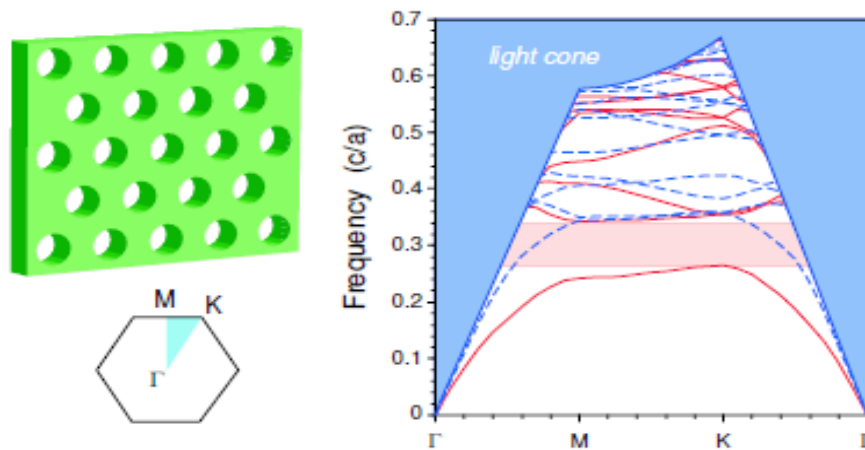 M
K
Γ
Frequency (c/a)
0.7
0.6
0.5
0.4
0.3
0.2
0.1
0
light cone
Γ M K Γ